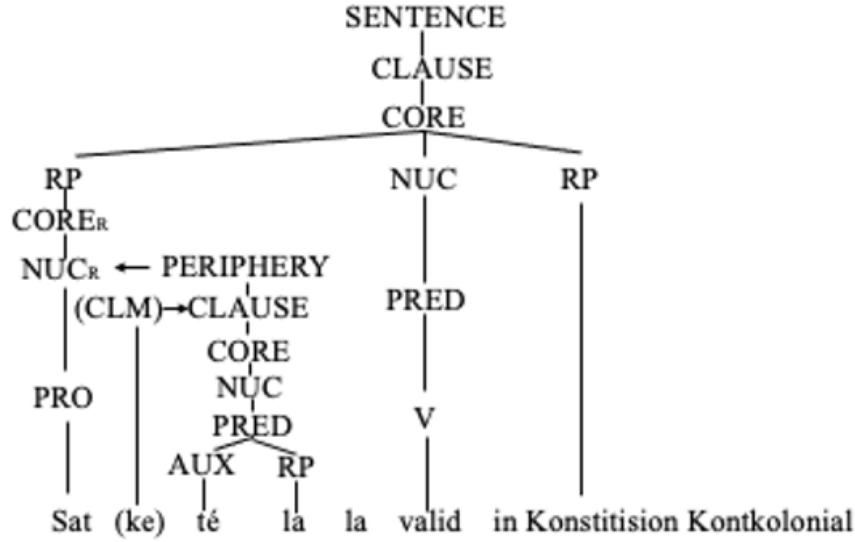 SENTENCE
CLAUSE
CORE
RP NUC RP
CORER
NUCR ← PERIPHERY
(CLM)→CLAUSE PRED
CORE
NUC
PRO V
PRED
AUX RP
Sat (ke) té la la valid in Konstitision Kontkolonial